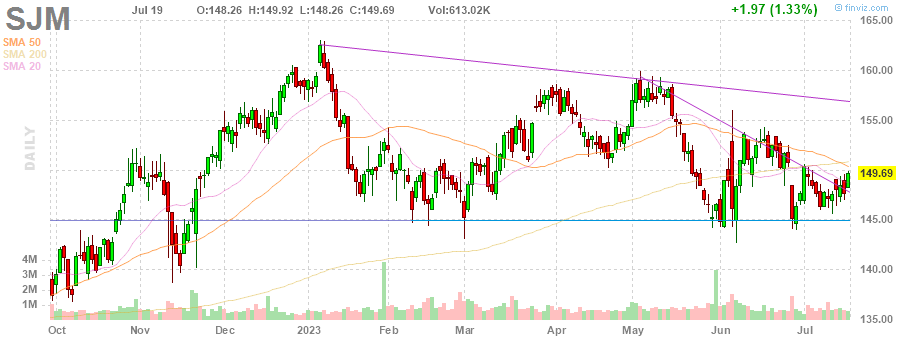 SJM Jul 19 O:148.26 H:149.92 L:148.26 C:149.69 Vol:613.02K +1.97 (1.33%) © finviz.com
SMA 50
SMA 200
SMA 20
DAILY
165.00
160.00
155.00
149.69
145.00
140.00
135.00
4M
3M
2M
1M
Oct Nov Dec 2023 Feb Mar Apr May Jun Jul